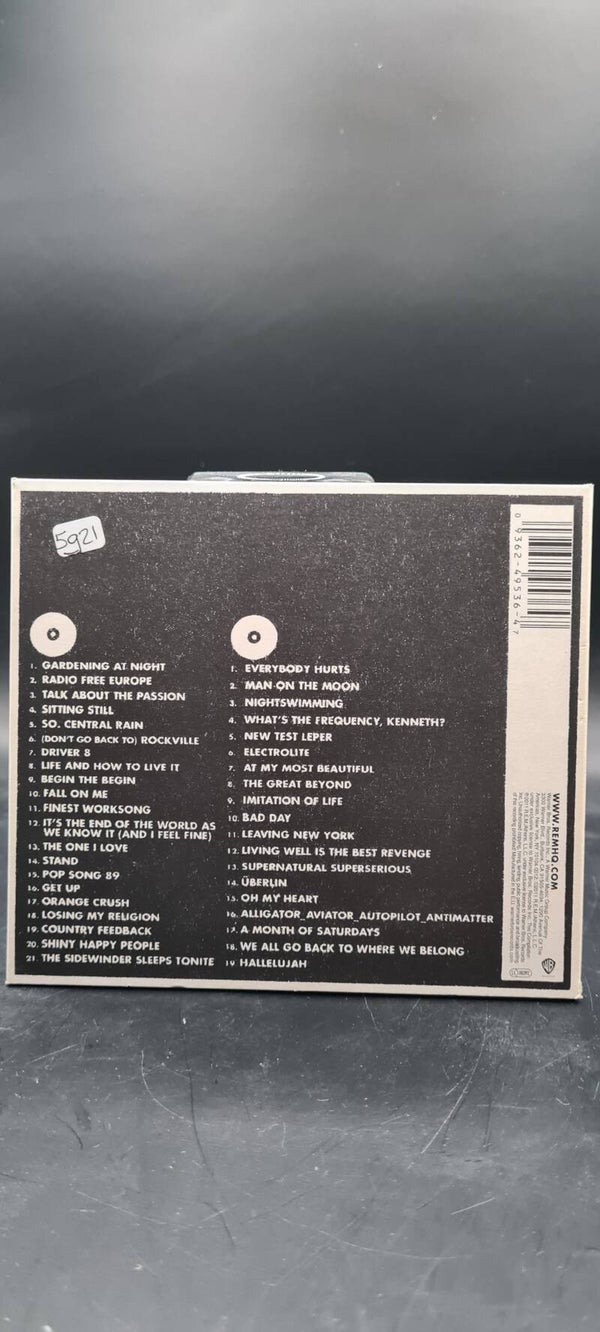 5921
1. GARDENING AT NIGHT
2. RADIO FREE EUROPE
3. TALK ABOUT THE PASSION
4. SITTING STILL
5. SO. CENTRAL RAIN
6. (DON'T GO BACK TO) ROCKVILLE
7. DRIVER 8
8. LIFE AND HOW TO LIVE IT
9. BEGIN THE BEGIN
10. FALL ON ME
11. FINEST WORKSONG
12. IT'S THE END OF THE WORLD AS
WE KNOW IT (AND I FEEL FINE)
13. THE ONE I LOVE
14. STAND
15. POP SONG 89
16. GET UP
17. ORANGE CRUSH
18. LOSING MY RELIGION
19. COUNTRY FEEDBACK
20. SHINY HAPPY PEOPLE
21. THE SIDEWINDER SLEEPS TONITE
1. EVERYBODY HURTS
2. MAN ON THE MOON
3. NIGHTSWIMMING
4. WHAT'S THE FREQUENCY, KENNETH?
5. NEW TEST LEPER
6. ELECTROLITE
7. AT MY MOST BEAUTIFUL
8. THE GREAT BEYOND
9. IMITATION OF LIFE
10. BAD DAY
11. LEAVING NEW YORK
12. LIVING WELL IS THE BEST REVENGE
13. SUPERNATURAL SUPERSERIOUS
14. ÜBERLIN
15. OH MY HEART
16. ALLIGATOR_AVIATOR_AUTOPILOT_ANTIMATTER
17. A MONTH OF SATURDAYS
18. WE ALL GO BACK TO WHERE WE BELONG
19. HALLELUJAH
0 9362-49536-4 7
WWW.REMHQ.COM